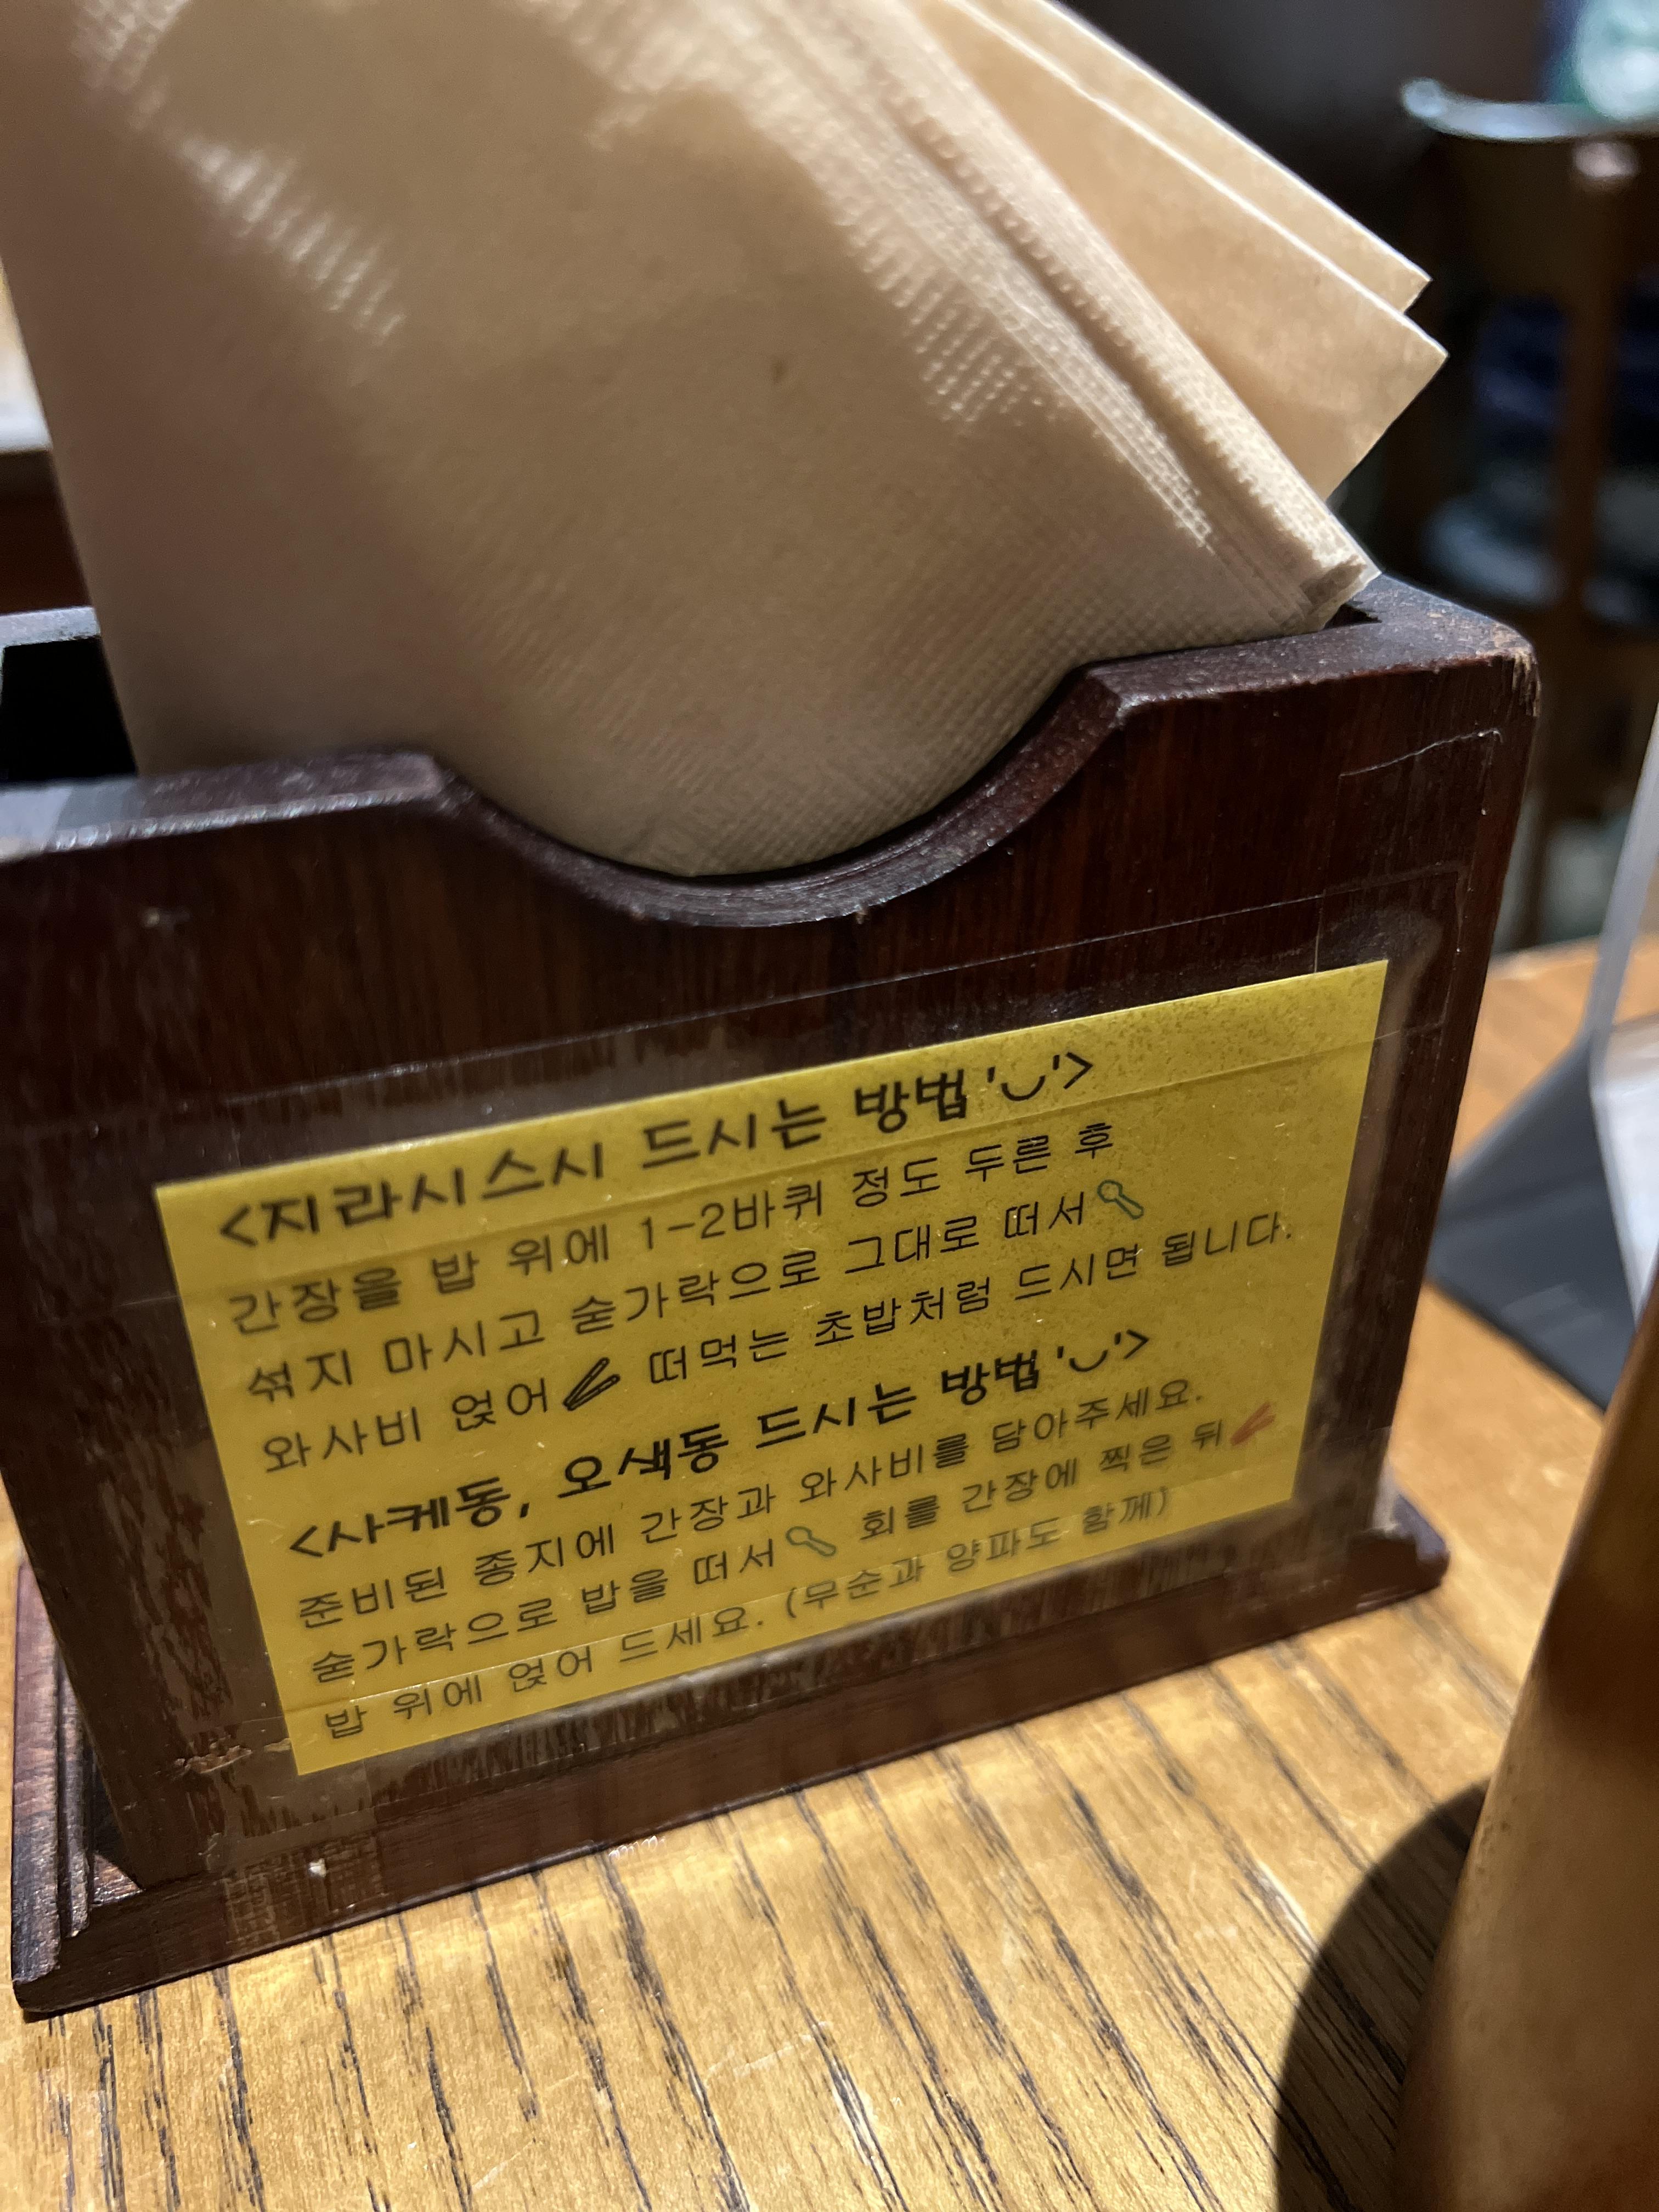 <지라시스시 드시는 방법 '◡'>
간장을 밥 위에 1-2바퀴 정도 두른 후
섞지 마시고 숟가락으로 그대로 떠서
와사비 얹어 떠먹는 초밥처럼 드시면 됩니다.
<사케동, 오색동 드시는 방법 '◡'>
준비된 종지에 간장과 와사비를 담아주세요.
숟가락으로 밥을 떠서 회를 간장에 찍은 뒤
밥 위에 얹어 드세요. (무순과 양파도 함께)